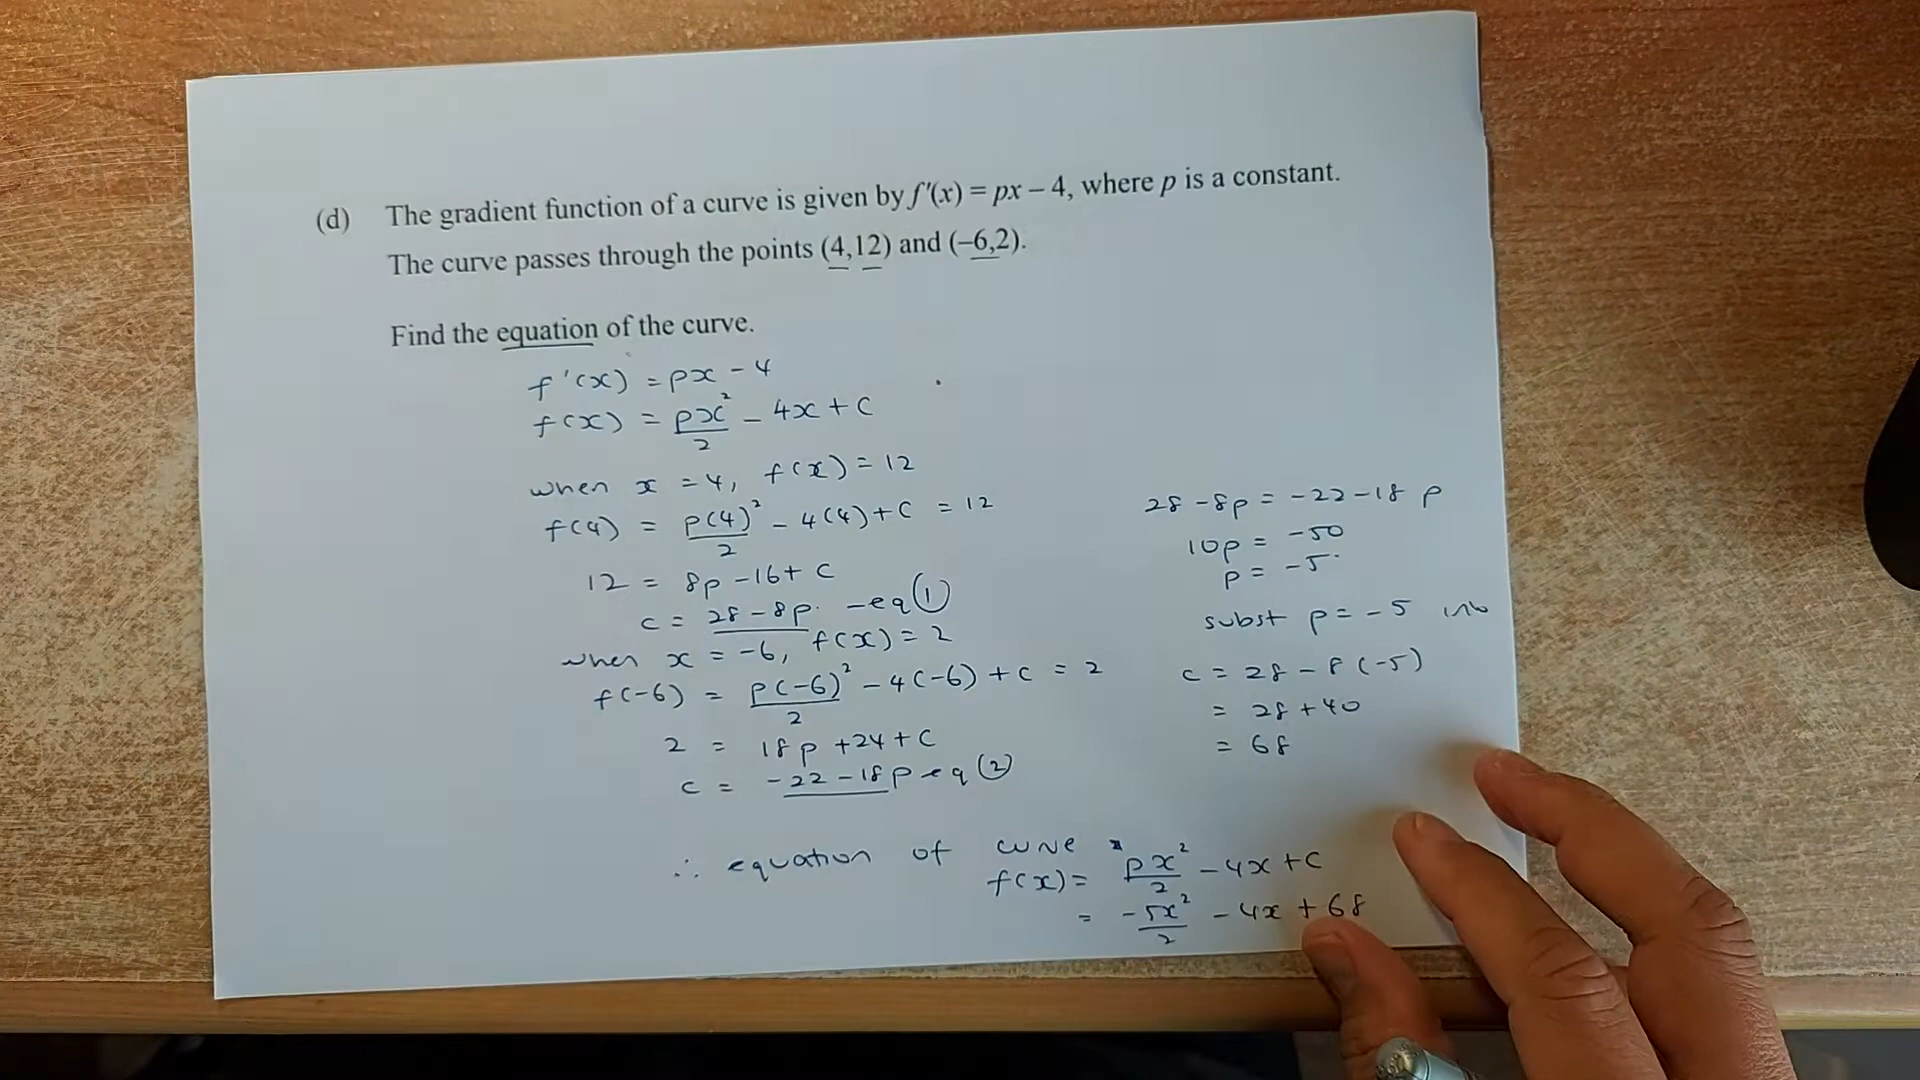 (d) The gradient function of a curve is given by f'(x) = px – 4, where p is a constant.
The curve passes through the points (4,12) and (–6,2).
Find the equation of the curve.
f'(x) = px - 4
f(x) = px²/2 - 4x + c
when x = 4, f(x) = 12
f(4) = p(4)²/2 - 4(4) + c = 12
12 = 8p - 16 + c
c = 28 - 8p. - eq ①
when x = -6, f(x) = 2
f(-6) = p(-6)²/2 - 4(-6) + c = 2
2 = 18p + 24 + c
c = -22 - 18p eq ②
28 - 8p = -22 - 18p
10p = -50
p = -5.
subst p = -5 into
c = 28 - 8(-5)
= 28 + 40
= 68
∴ equation of curve
f(x) = px²/2 - 4x + c
= -5x²/2 - 4x + 68